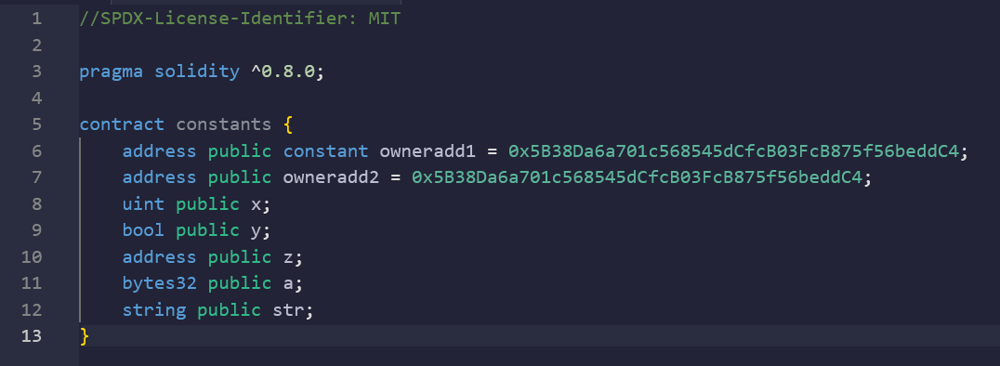 1 //SPDX-License-Identifier: MIT
2
3 pragma solidity ^0.8.0;
4
5 contract constants {
6 address public constant owneradd1 = 0x5B38Da6a701c568545dCfcB03FcB875f56beddC4;
7 address public owneradd2 = 0x5B38Da6a701c568545dCfcB03FcB875f56beddC4;
8 uint public x;
9 bool public y;
10 address public z;
11 bytes32 public a;
12 string public str;
13 }